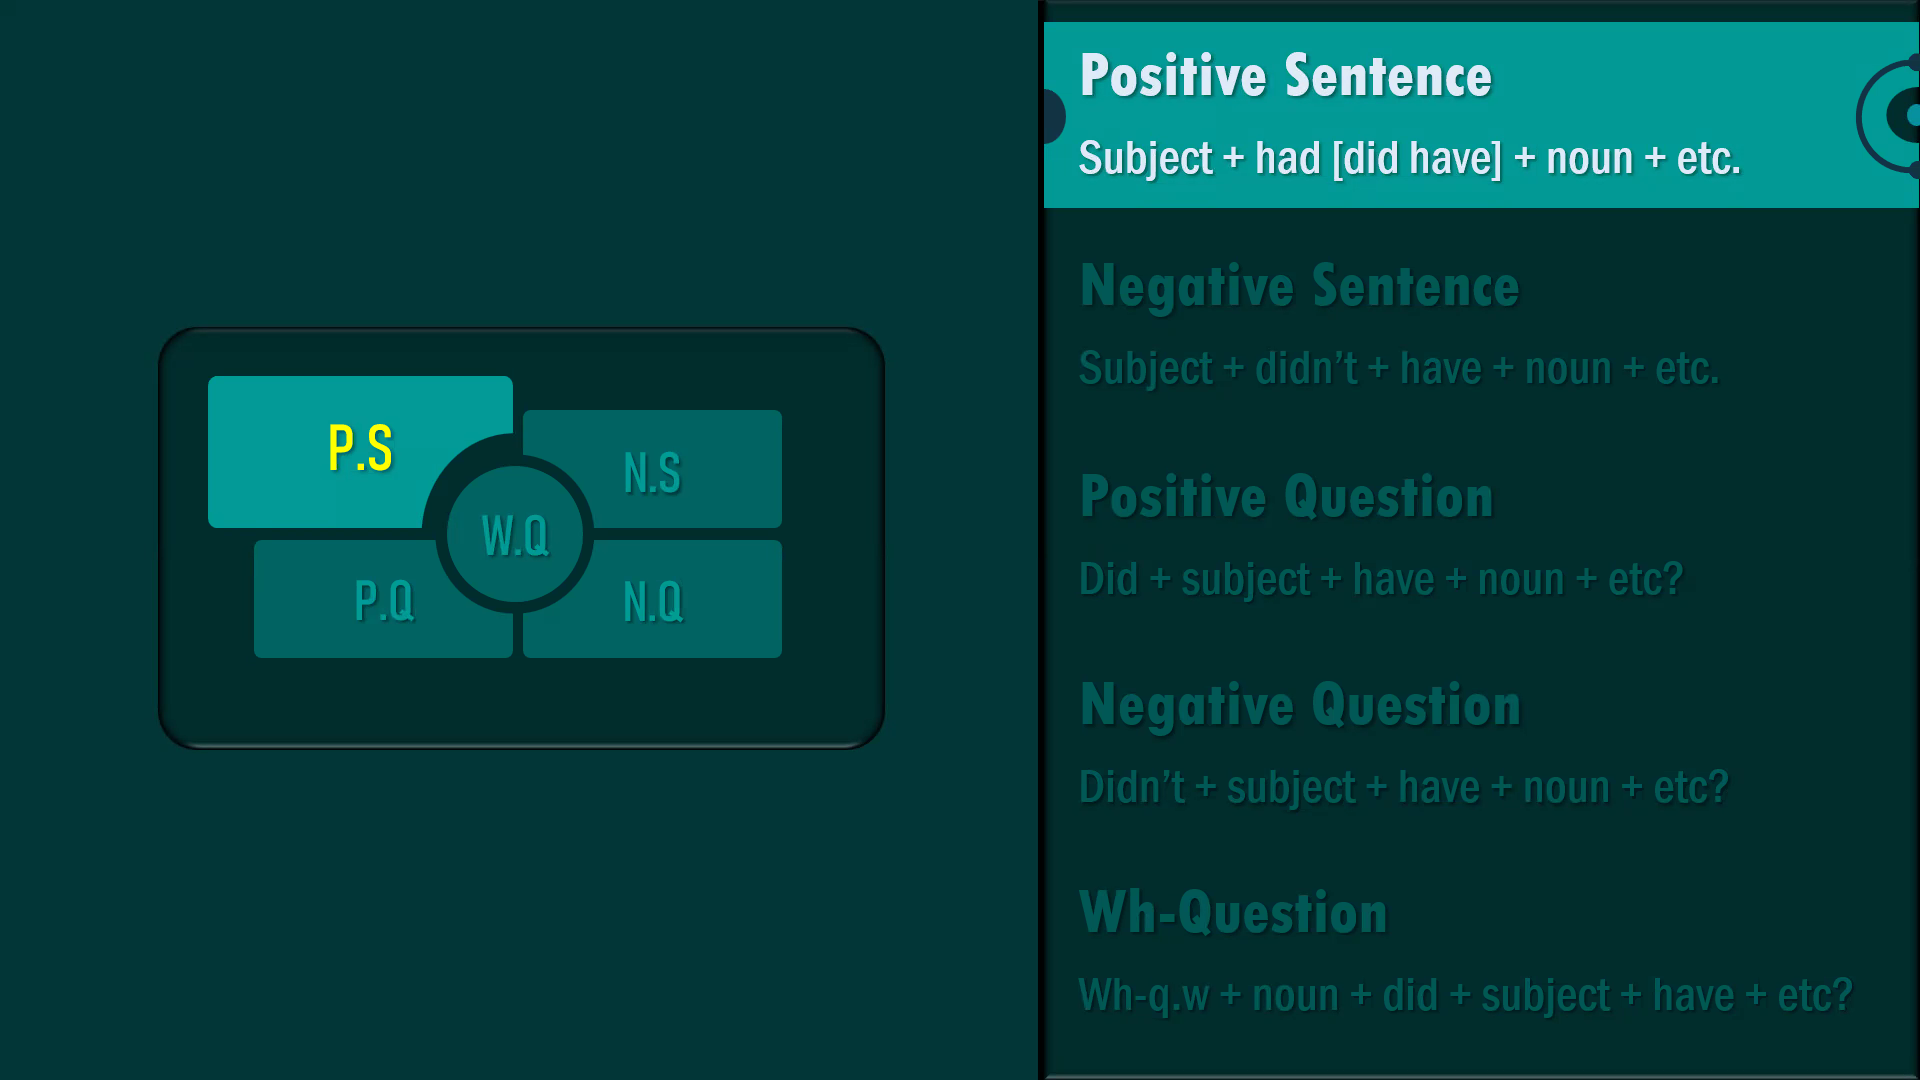 P.S
N.S
W.Q
P.Q
N.Q
Positive Sentence
Subject + had [did have] + noun + etc.
Negative Sentence
Subject + didn’t + have + noun + etc.
Positive Question
Did + subject + have + noun + etc?
Negative Question
Didn’t + subject + have + noun + etc?
Wh-Question
Wh-q.w + noun + did + subject + have + etc?